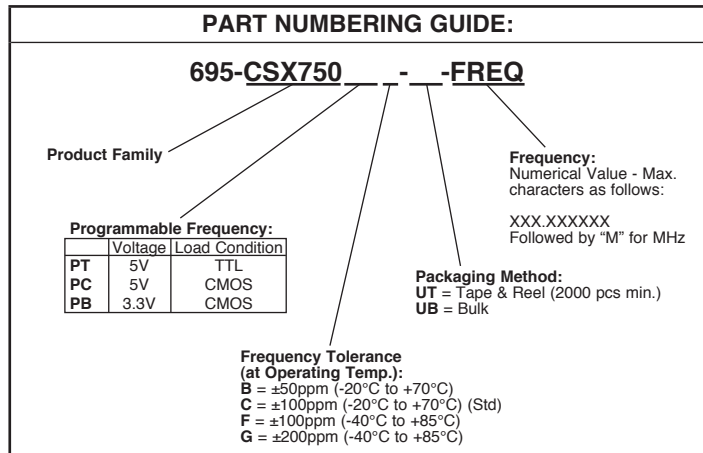 PART NUMBERING GUIDE:
695-CSX750__ _-__-FREQ
Product Family
Frequency:
Numerical Value - Max.
characters as follows:
XXX.XXXXXX
Followed by “M” for MHz
Programmable Frequency:
Voltage Load Condition
PT 5V TTL
PC 5V CMOS
PB 3.3V CMOS
Packaging Method:
UT = Tape & Reel (2000 pcs min.)
UB = Bulk
Frequency Tolerance
(at Operating Temp.):
B = ±50ppm (-20°C to +70°C)
C = ±100ppm (-20°C to +70°C) (Std)
F = ±100ppm (-40°C to +85°C)
G = ±200ppm (-40°C to +85°C)